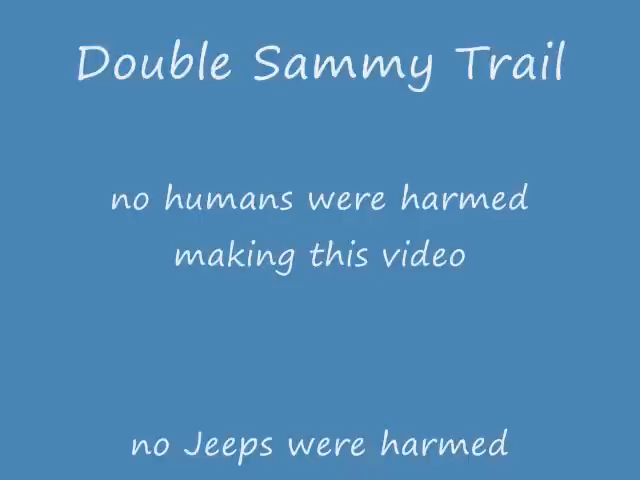 Double Sammy Trail
no humans were harmed
making this video
no Jeeps were harmed